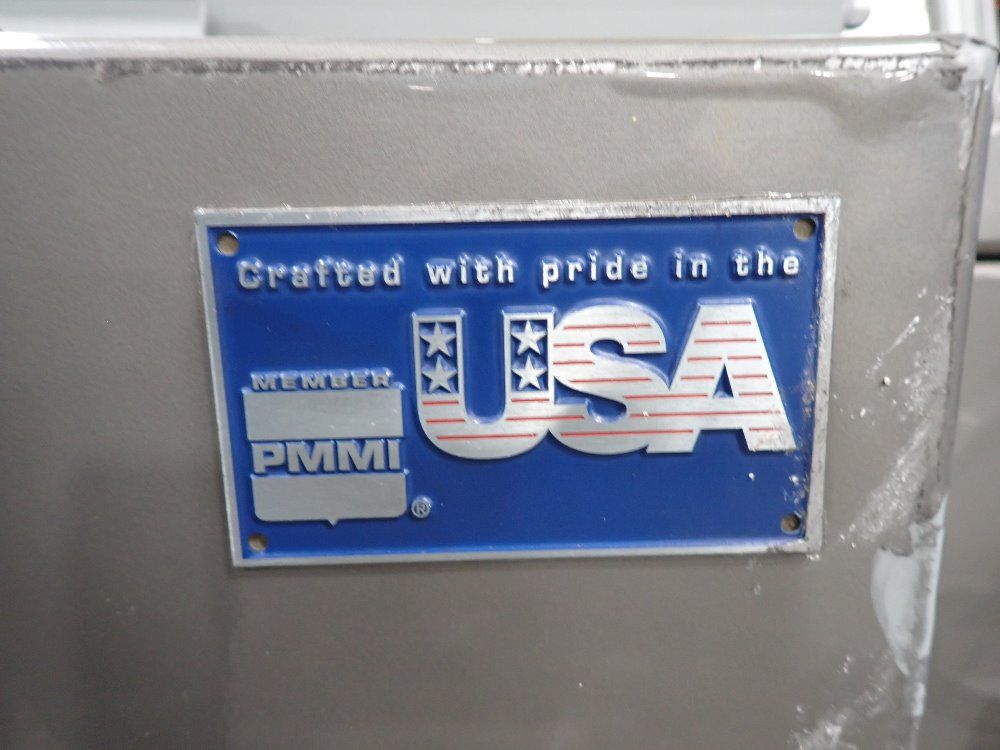 Crafted with pride in the
USA
MEMBER
PMMI
®